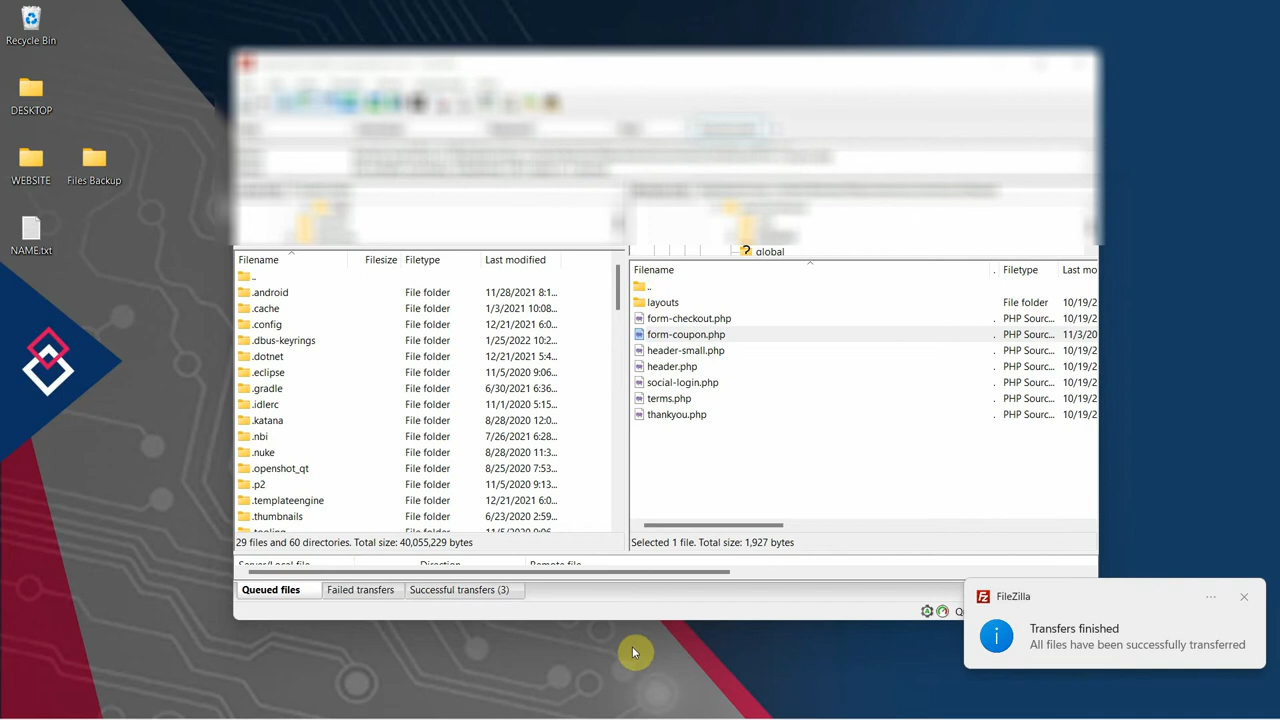 Recycle Bin
DESKTOP
WEBSITE
Files Backup
NAME.txt
global
Filename Filesize Filetype Last modified
..
.android File folder 11/28/2021 8:1...
.cache File folder 1/3/2021 10:08...
.config File folder 12/21/2021 6:0...
.dbus-keyrings File folder 1/25/2022 10:2...
.dotnet File folder 12/21/2021 5:4...
.eclipse File folder 11/5/2020 9:06...
.gradle File folder 6/30/2021 6:36...
.idlerc File folder 11/1/2020 5:15...
.katana File folder 8/28/2020 12:0...
.nbi File folder 7/26/2021 6:28...
.nuke File folder 8/28/2020 11:3...
.openshot_qt File folder 8/25/2020 7:53...
.p2 File folder 11/5/2020 9:13...
.templateengine File folder 12/21/2021 6:0...
.thumbnails File folder 6/23/2020 2:59...
29 files and 60 directories. Total size: 40,055,229 bytes
Filename . Filetype Last mo
..
layouts File folder 10/19/2
form-checkout.php . PHP Sourc... 10/19/2
form-coupon.php . PHP Sourc... 11/3/20
header-small.php . PHP Sourc... 10/19/2
header.php . PHP Sourc... 10/19/2
social-login.php . PHP Sourc... 10/19/2
terms.php . PHP Sourc... 10/19/2
thankyou.php . PHP Sourc... 10/19/2
Selected 1 file. Total size: 1,927 bytes
Server/Local file Direction Remote file
Queued files Failed transfers Successful transfers (3)
FileZilla
Transfers finished
All files have been successfully transferred